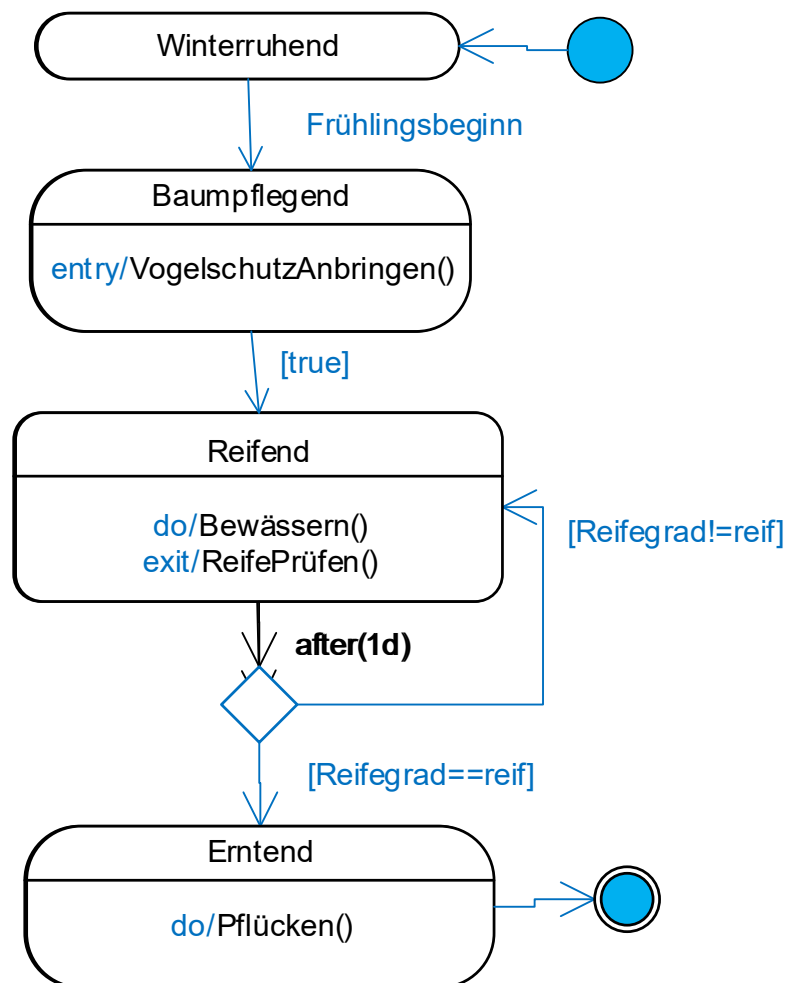 Winterruhend
Frühlingsbeginn
Baumpflegend
entry/VogelschutzAnbringen()
[true]
Reifend
do/Bewässern()
exit/ReifePrüfen()
[Reifegrad!=reif]
after(1d)
[Reifegrad==reif]
Erntend
do/Pflücken()